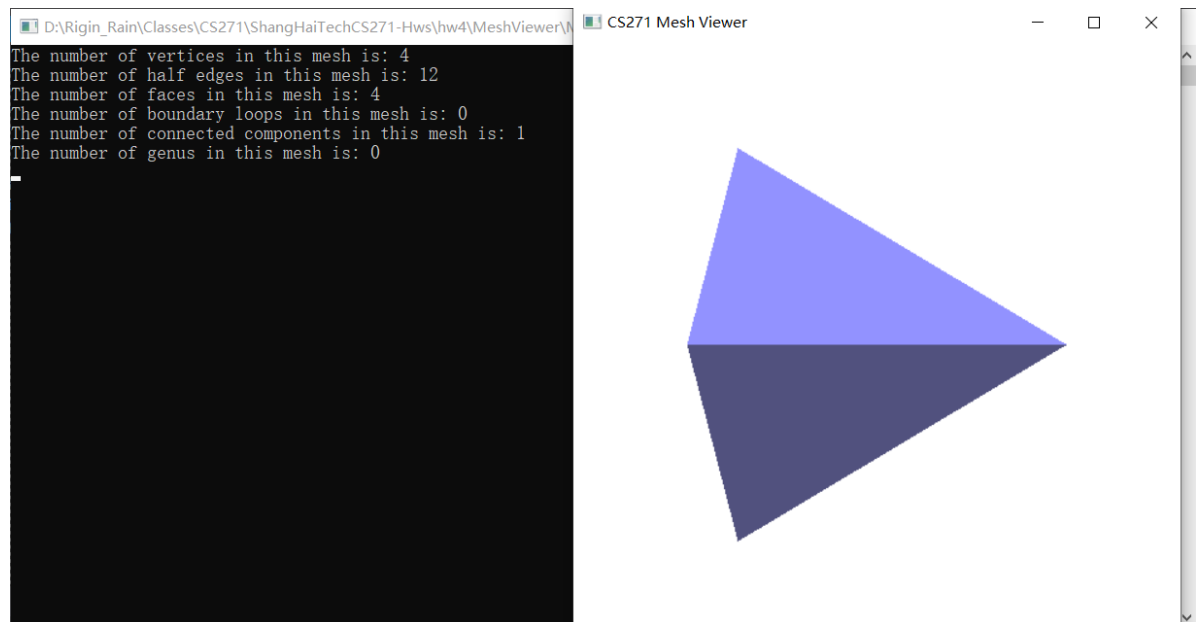 D:\Rigin_Rain\Classes\CS271\ShangHaiTechCS271-Hws\hw4\MeshViewer\
CS271 Mesh Viewer
The number of vertices in this mesh is: 4
The number of half edges in this mesh is: 12
The number of faces in this mesh is: 4
The number of boundary loops in this mesh is: 0
The number of connected components in this mesh is: 1
The number of genus in this mesh is: 0